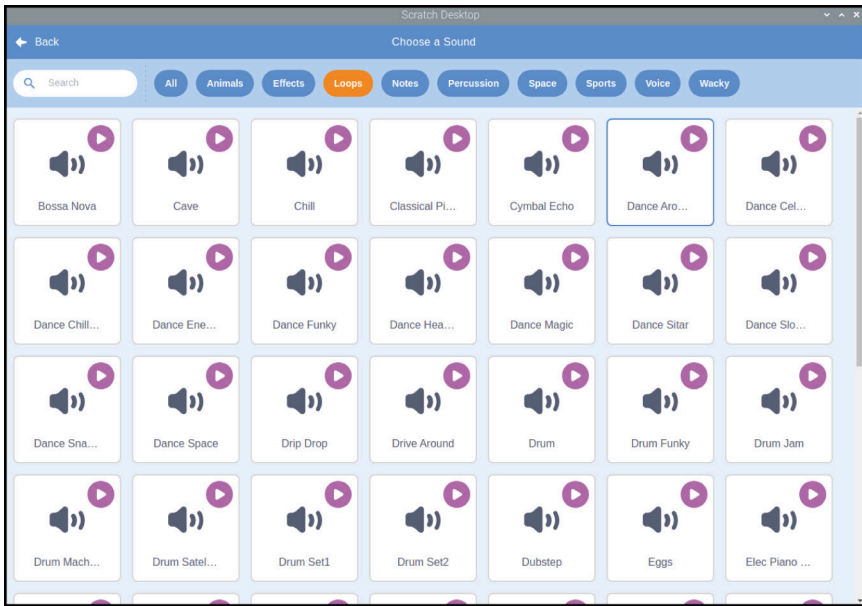 Scratch Desktop
Back Choose a Sound
Search All Animals Effects Loops Notes Percussion Space Sports Voice Wacky
Bossa Nova Cave Chill Classical Pi... Cymbal Echo Dance Aro... Dance Cel...
Dance Chill... Dance Ene... Dance Funky Dance Hea... Dance Magic Dance Sitar Dance Slo...
Dance Sna... Dance Space Drip Drop Drive Around Drum Drum Funky Drum Jam
Drum Mach... Drum Satel... Drum Set1 Drum Set2 Dubstep Eggs Elec Piano ...